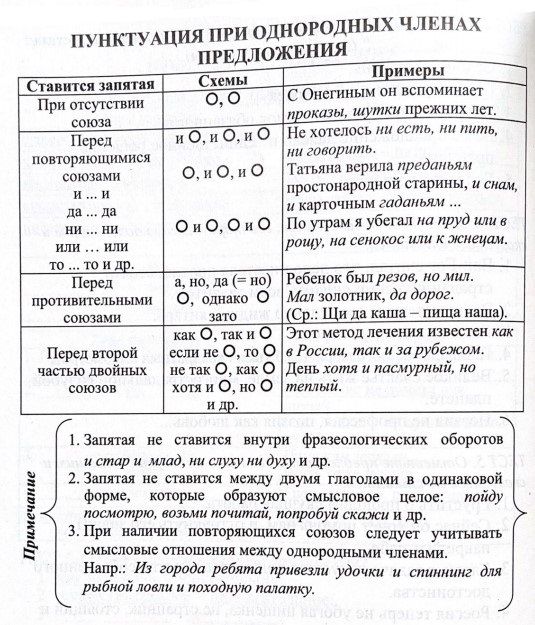 ПУНКТУАЦИЯ ПРИ ОДНОРОДНЫХ ЧЛЕНАХ
ПРЕДЛОЖЕНИЯ
Ставится запятая
Схемы
Примеры
При отсутствии
союза
О, О
С Онегиным он вспоминает
проказы, шутки прежних лет.
Перед
повторяющимися
союзами
и ... и
да ... да
ни ... ни
или ... или
то ... то и др.
и О, и О, и О
О, и О, и О
О и О, О и О
Не хотелось ни есть, ни пить,
ни говорить.
Татьяна верила преданьям
простонародной старины, и снам,
и карточным гаданьям ...
По утрам я убегал на пруд или в
рощу, на сенокос или к жнецам.
Перед
противительными
союзами
а, но, да (= но)
О, однако О
зато
Ребенок был резов, но мил.
Мал золотник, да дорог.
(Ср.: Щи да каша – пища наша).
Перед второй
частью двойных
союзов
как О, так и О
если не О, то О
не так О, как О
хотя и О, но О
и др.
Этот метод лечения известен как
в России, так и за рубежом.
День хотя и пасмурный, но
теплый.
Примечание
1. Запятая не ставится внутри фразеологических оборотов
и стар и млад, ни слуху ни духу и др.
2. Запятая не ставится между двумя глаголами в одинаковой
форме, которые образуют смысловое целое: пойду
посмотрю, возьми почитай, попробуй скажи и др.
3. При наличии повторяющихся союзов следует учитывать
смысловые отношения между однородными членами.
Напр.: Из города ребята привезли удочки и спиннинг для
рыбной ловли и походную палатку.